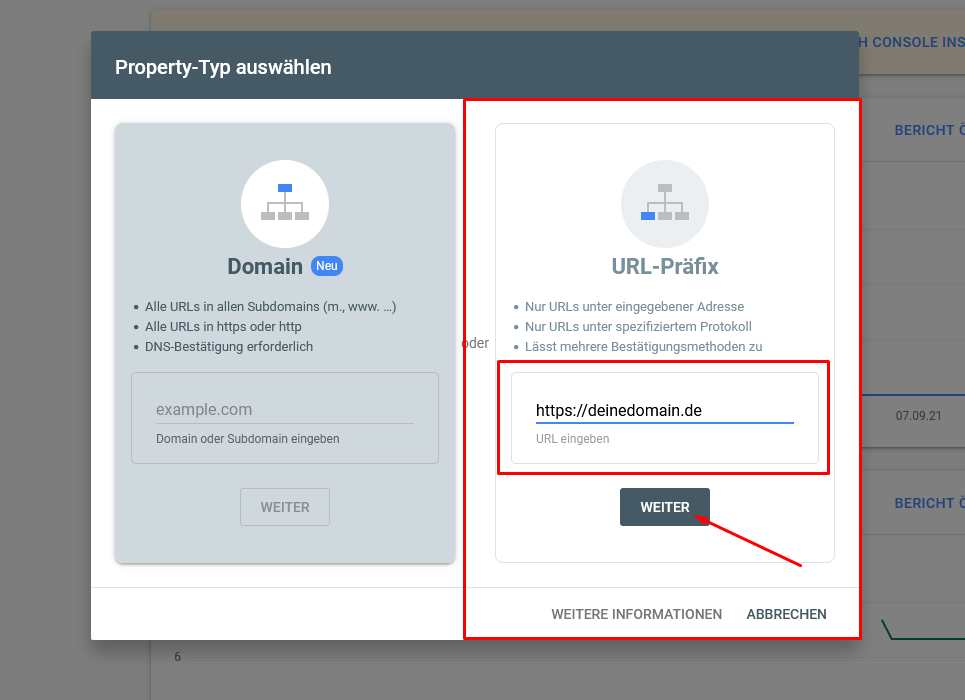 H CONSOLE INS
Property-Typ auswählen
BERICHT Ö
Domain Neu
• Alle URLs in allen Subdomains (m., www. …)
• Alle URLs in https oder http
• DNS-Bestätigung erforderlich
example.com
Domain oder Subdomain eingeben
WEITER
oder
URL-Präfix
• Nur URLs unter eingegebener Adresse
• Nur URLs unter spezifiziertem Protokoll
• Lässt mehrere Bestätigungsmethoden zu
https://deinedomain.de
URL eingeben
WEITER
07.09.21
BERICHT Ö
WEITERE INFORMATIONEN ABBRECHEN
6